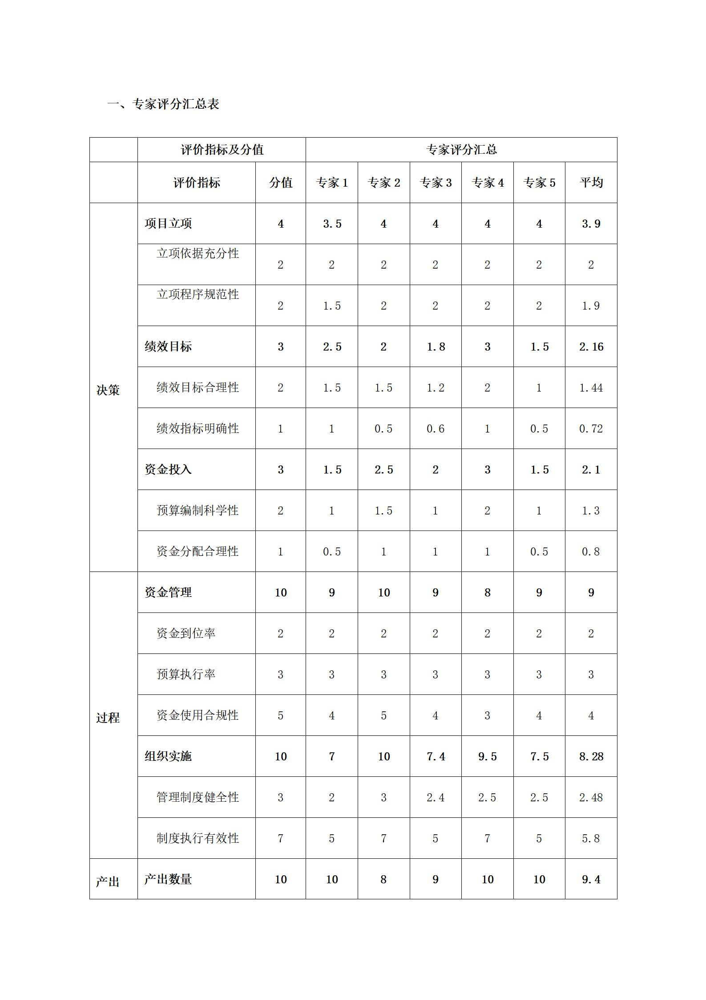 一、专家评分汇总表
评价指标及分值 专家评分汇总
评价指标 分值 专家1 专家2 专家3 专家4 专家5 平均
决策
项目立项 4 3.5 4 4 4 4 3.9
立项依据充分性 2 2 2 2 2 2 2
立项程序规范性 2 1.5 2 2 2 2 1.9
绩效目标 3 2.5 2 1.8 3 1.5 2.16
绩效目标合理性 2 1.5 1.5 1.2 2 1 1.44
绩效指标明确性 1 1 0.5 0.6 1 0.5 0.72
资金投入 3 1.5 2.5 2 3 1.5 2.1
预算编制科学性 2 1 1.5 1 2 1 1.3
资金分配合理性 1 0.5 1 1 1 0.5 0.8
过程
资金管理 10 9 10 9 8 9 9
资金到位率 2 2 2 2 2 2 2
预算执行率 3 3 3 3 3 3 3
资金使用合规性 5 4 5 4 3 4 4
组织实施 10 7 10 7.4 9.5 7.5 8.28
管理制度健全性 3 2 3 2.4 2.5 2.5 2.48
制度执行有效性 7 5 7 5 7 5 5.8
产出 产出数量 10 10 8 9 10 10 9.4